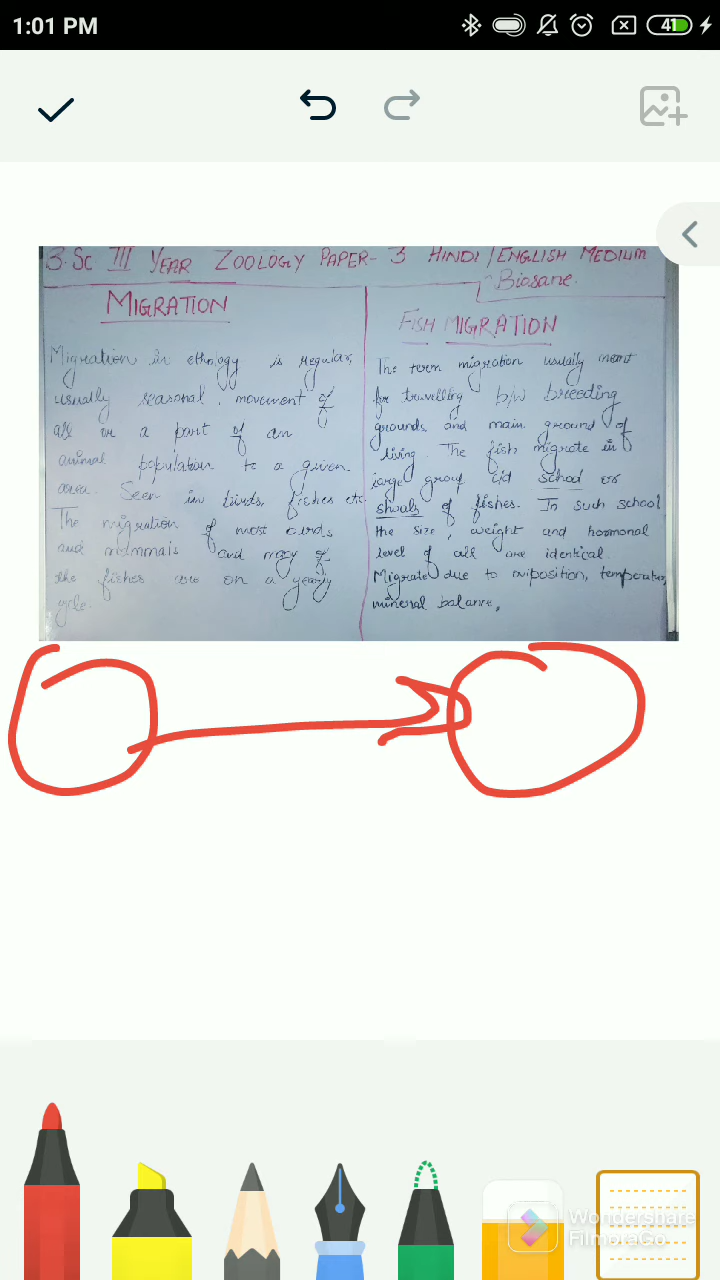 1:01 PM
41
B.Sc III YEAR ZOOLOGY PAPER- 3 HINDI/ENGLISH MEDIUM
Biosane.
MIGRATION
Migration in ethology is regular,
usually seasonal, movement of
all or a part of an
animal population to a given
area. Seen in birds, fishes etc.
The migration of most birds
and mammals and many of
the fishes are on a yearly
cycle.
FISH MIGRATION
The term migration usually ment
for travelling b/w breeding
grounds and main ground of
living. The fish migrate in
large group cld school or
shoals of fishes. In such school
the size, weight and hormonal
level of all are identical.
Migrate due to oviposition, temperature,
mineral balance,
Wondershare
FilmoraGo